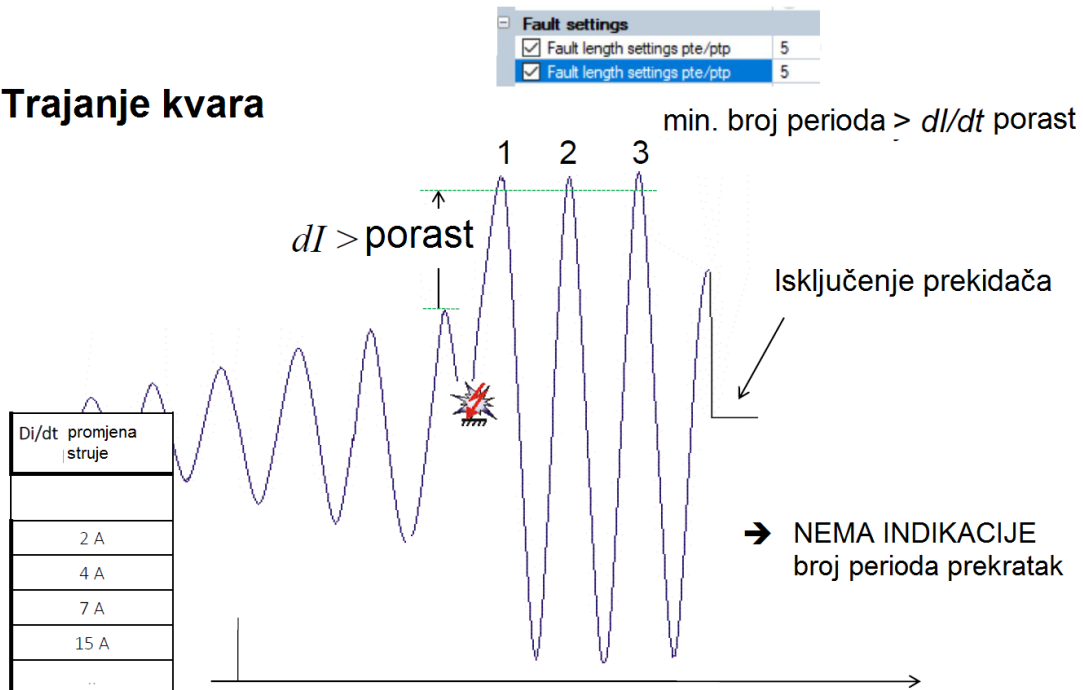 Fault settings
Fault length settings pte/ptp 5
Fault length settings pte/ptp 5
Trajanje kvara
min. broj perioda > dI/dt porast
1 2 3
dI > porast
Isključenje prekidača
Di/dt promjena
struje
2 A
4 A
7 A
15 A
..
➔ NEMA INDIKACIJE
broj perioda prekratak